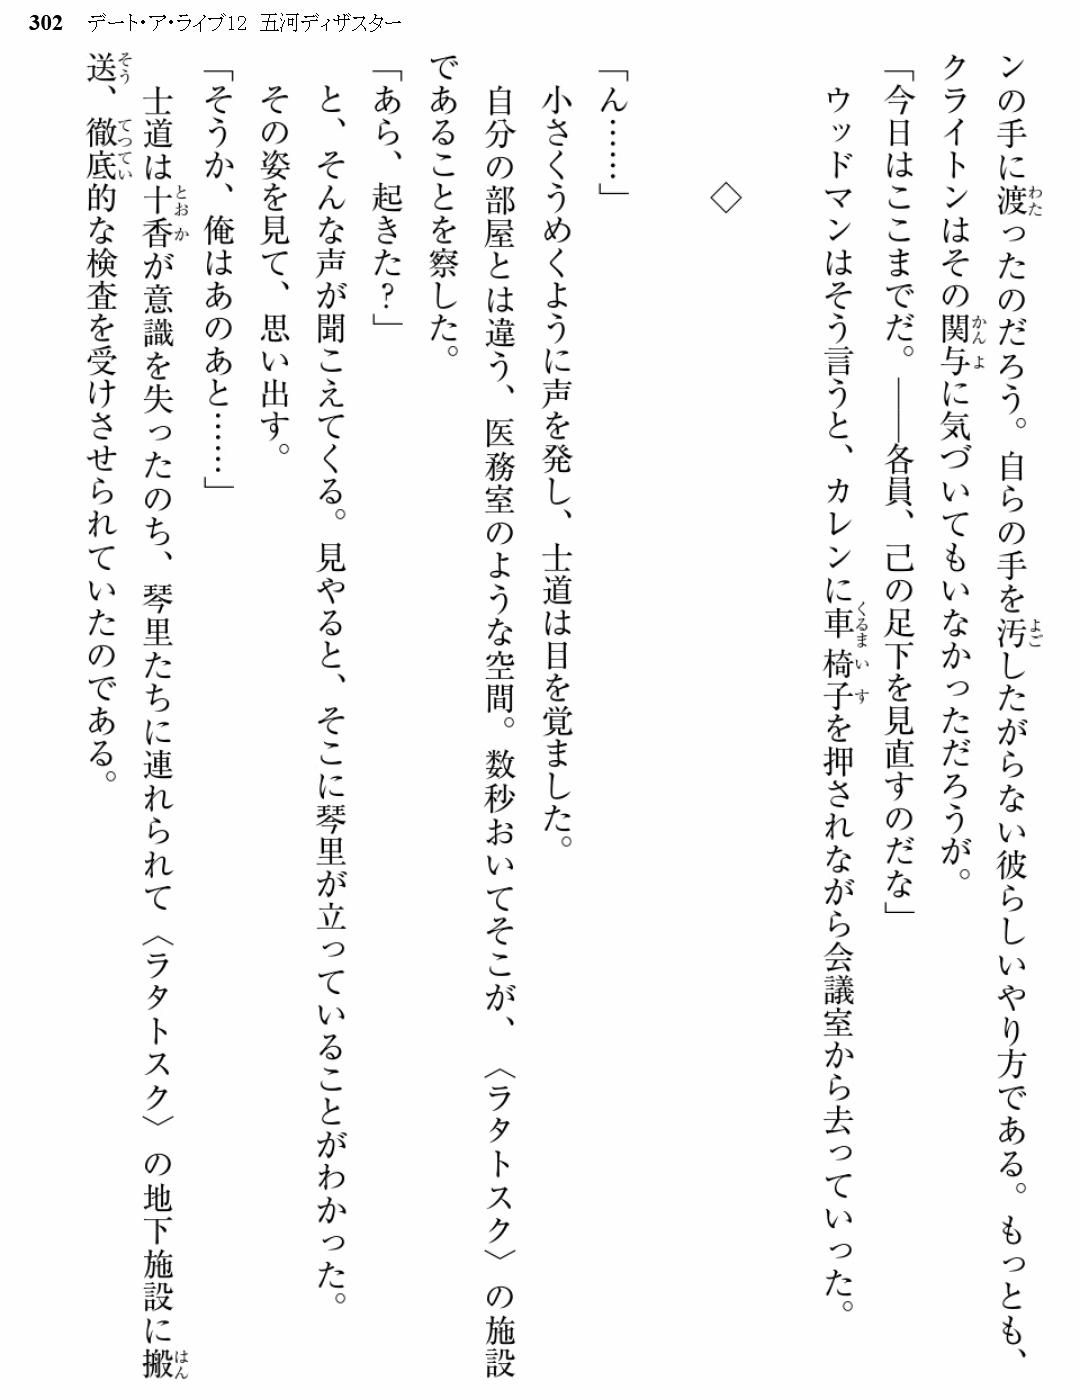 302 デート・ア・ライブ12 五河ディザスター
ンの手に渡ったのだろう。自らの手を汚したがらない彼らしいやり方である。もっとも、
クライトンはその関与に気づいてもいなかっただろうが。
「今日はここまでだ。――各員、己の足下を見直すのだな」
ウッドマンはそう言うと、カレンに車椅子を押されながら会議室から去っていった。
◇
「ん……」
小さくうめくように声を発し、士道は目を覚ました。
自分の部屋とは違う、医務室のような空間。数秒おいてそこが、〈ラタトスク〉の施設
であることを察した。
「あら、起きた?」
と、そんな声が聞こえてくる。見やると、そこに琴里が立っていることがわかった。
その姿を見て、思い出す。
「そうか、俺はあのあと……」
士道は十香が意識を失ったのち、琴里たちに連れられて〈ラタトスク〉の地下施設に搬
送、徹底的な検査を受けさせられていたのである。